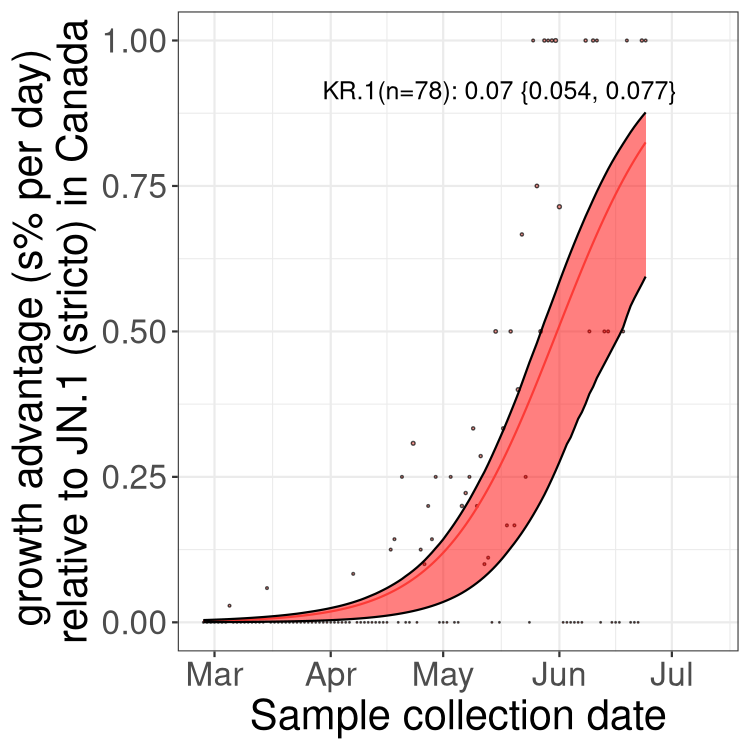 growth advantage (s% per day)
relative to JN.1 (stricto) in Canada
1.00
0.75
0.50
0.25
0.00
KR.1(n=78): 0.07 {0.054, 0.077}
Mar Apr May Jun Jul
Sample collection date